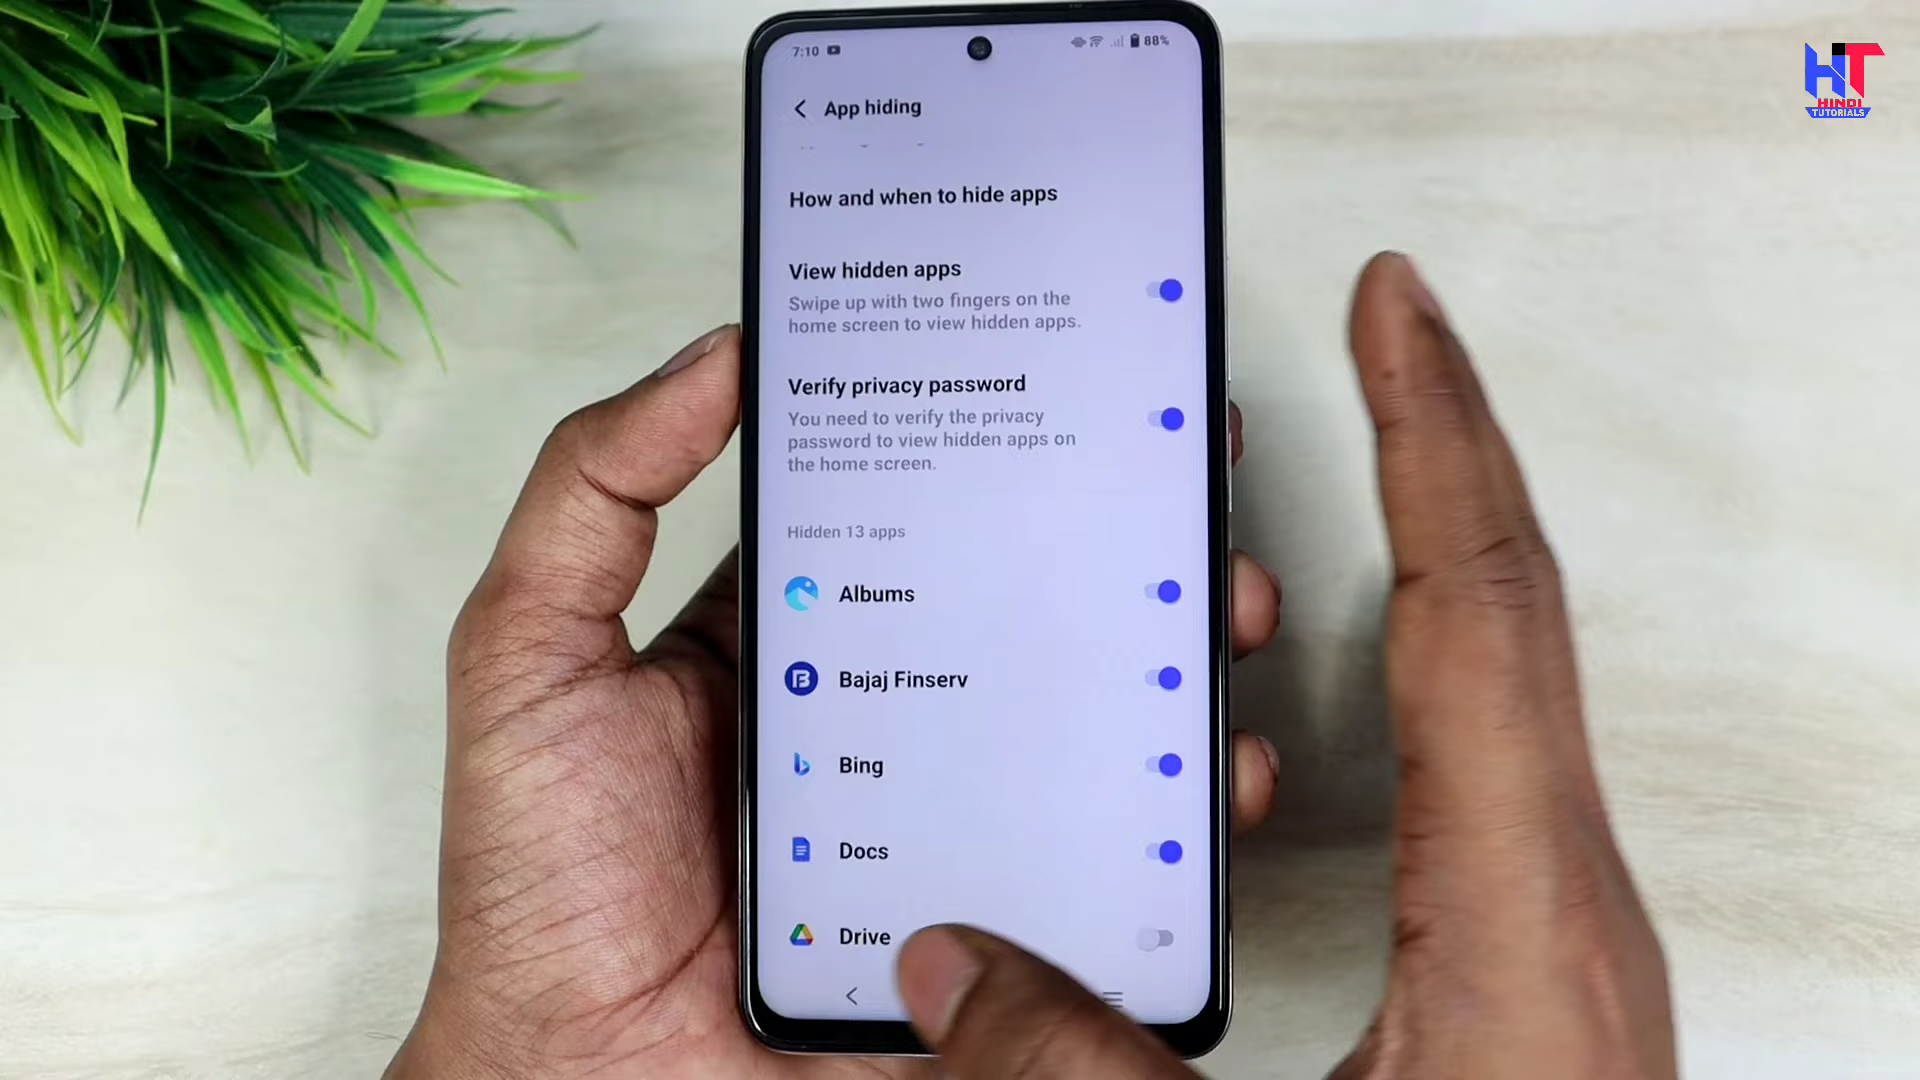 7:10
88%
HINDI
TUTORIALS
App hiding
How and when to hide apps
View hidden apps
Swipe up with two fingers on the
home screen to view hidden apps.
Verify privacy password
You need to verify the privacy
password to view hidden apps on
the home screen.
Hidden 13 apps
Albums
Bajaj Finserv
Bing
Docs
Drive